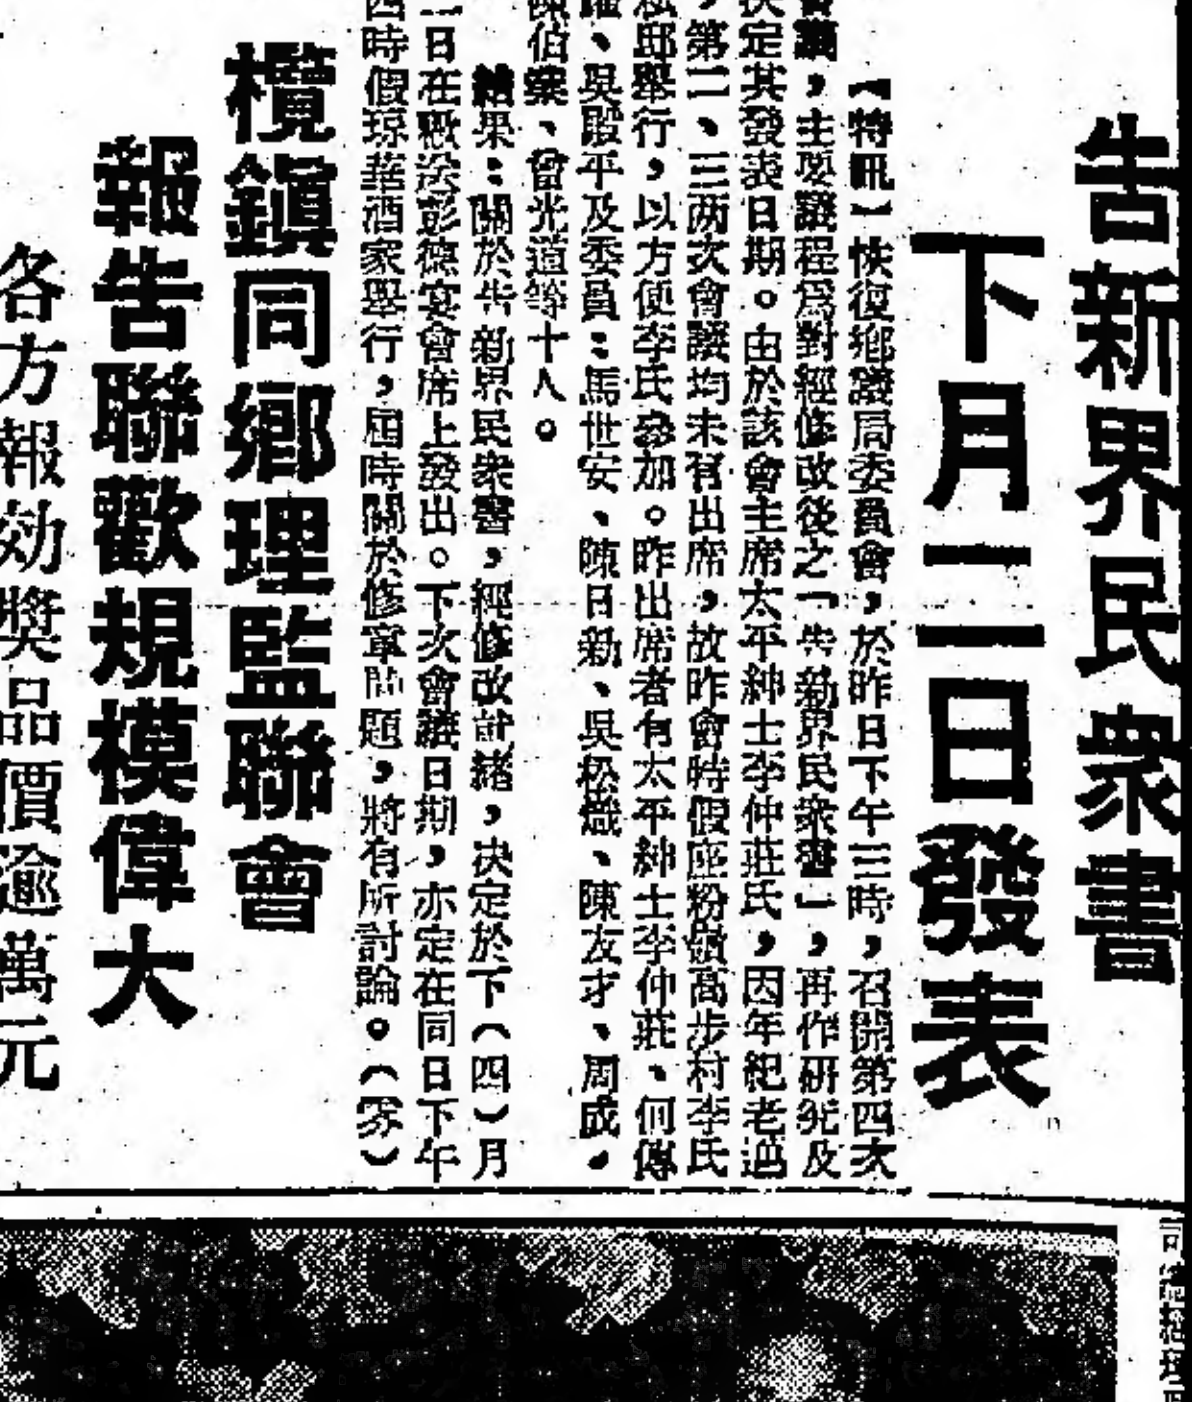 告新界民衆書
下月二日發表
【特訊】恢復鄉議局委員會，於昨日下午三時，召開第四次
會議，主要議程爲對經修改後之「告新界民衆書」，再作研究及
決定其發表日期。由於該會主席太平紳士李仲莊氏，因年紀老邁
，第二、三兩次會議均未有出席，故昨會特假座粉嶺高步村李氏
私邸舉行，以方便李氏參加。昨出席者有太平紳士李仲莊、何傳
耀、吳殿平及委員：馬世安、陳日新、吳松熾、陳友才、周成、
陳伯棠、曾光道等十人。
結果：關於告新界民衆書，經修改就緒，决定於下（四）月
二日在歡送彭德宴會席上發出。下次會議日期，亦定在同日下午
四時假琼華酒家舉行，屆時關於修章問題，將有所討論。（雰）
欖鎭同鄉理監聯會
報告聯歡規模偉大
各方報効獎品價逾萬元
司